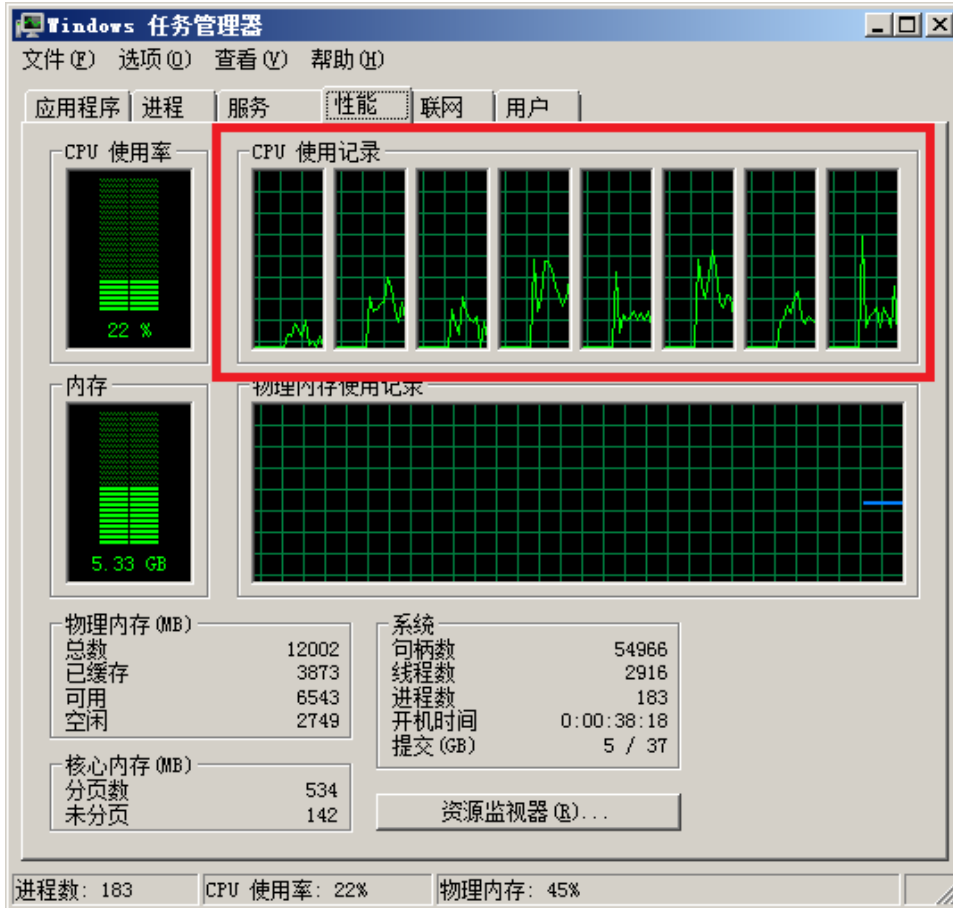 Windows 任务管理器
文件(F) 选项(O) 查看(V) 帮助(H)
应用程序 进程 服务 性能 联网 用户
CPU 使用率 CPU 使用记录
22 %
内存 物理内存使用记录
5.33 GB
物理内存(MB)
总数 12002
已缓存 3873
可用 6543
空闲 2749
核心内存(MB)
分页数 534
未分页 142
系统
句柄数 54966
线程数 2916
进程数 183
开机时间 0:00:38:18
提交(GB) 5 / 37
资源监视器(R)...
进程数: 183 CPU 使用率: 22% 物理内存: 45%